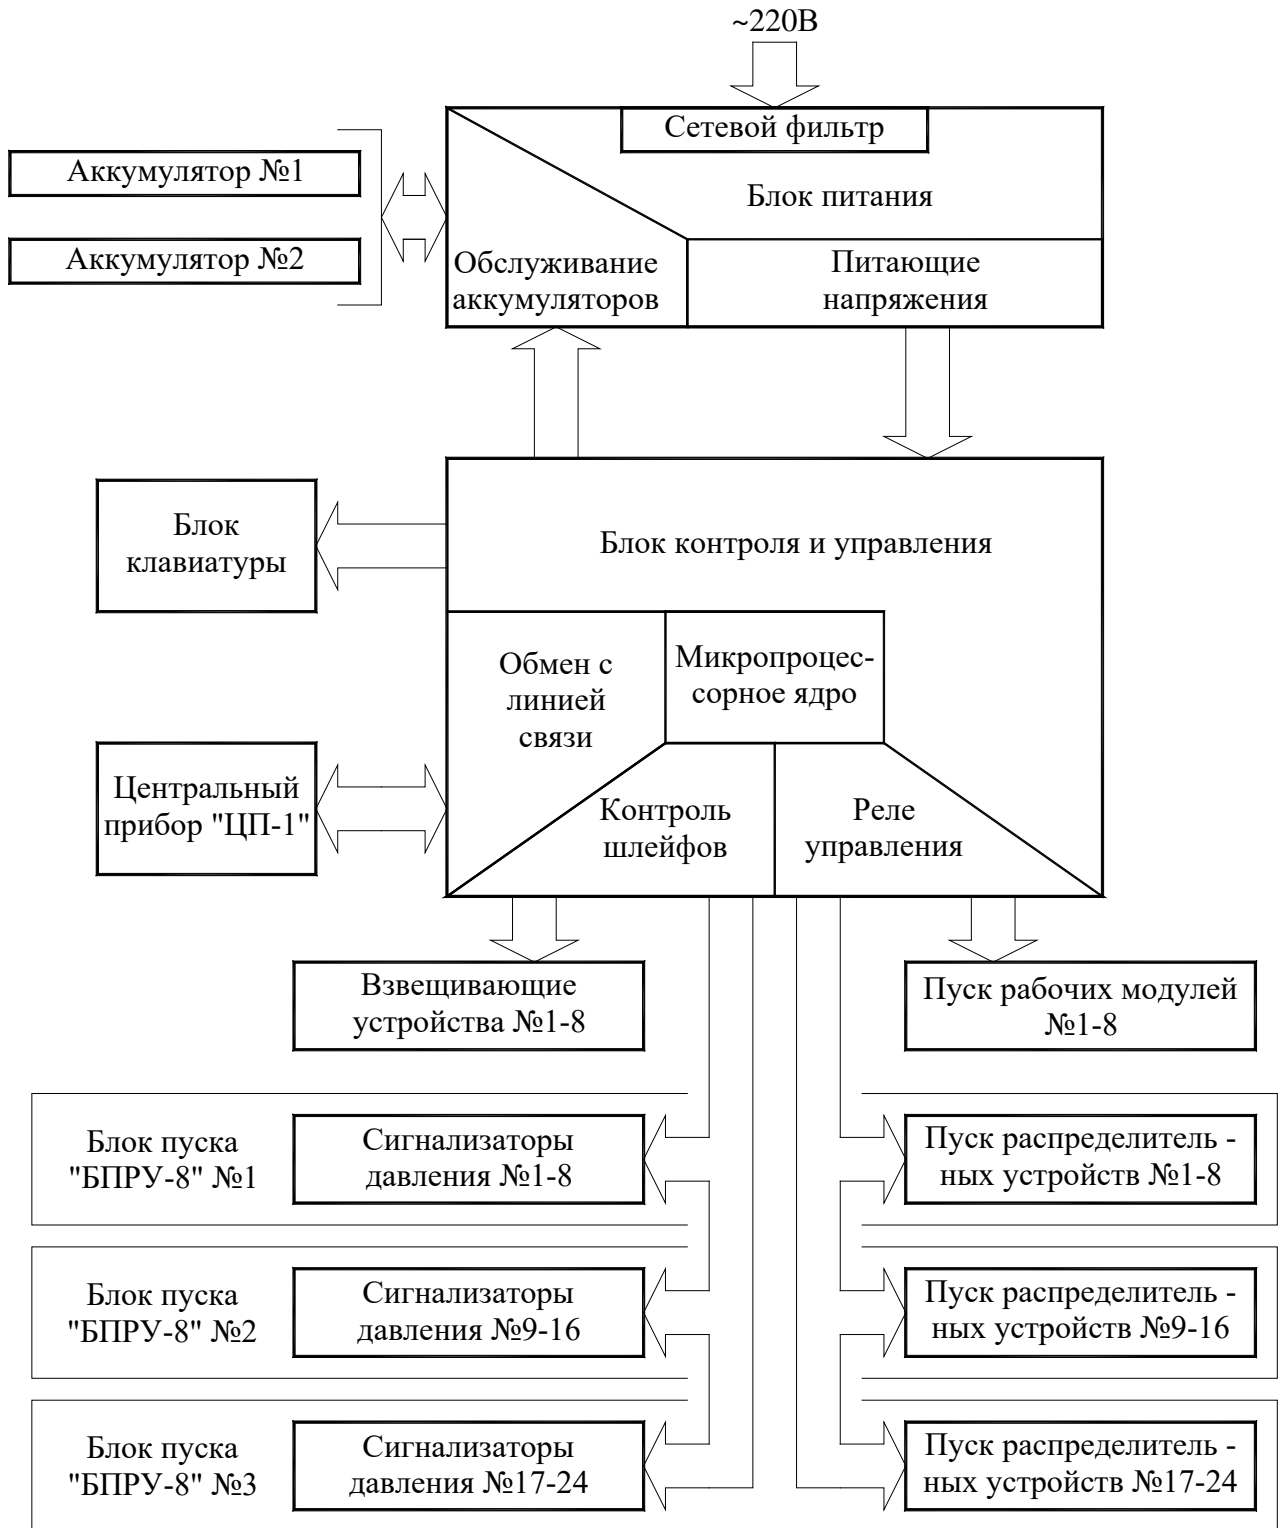 ~220В
Сетевой фильтр
Аккумулятор №1
Блок питания
Аккумулятор №2
Обслуживание
аккумуляторов
Питающие
напряжения
Блок
клавиатуры
Блок контроля и управления
Обмен с
линией
связи
Микропроцес-
сорное ядро
Центральный
прибор "ЦП-1"
Контроль
шлейфов
Реле
управления
Взвещивающие
устройства №1-8
Пуск рабочих модулей
№1-8
Блок пуска
"БПРУ-8" №1
Сигнализаторы
давления №1-8
Пуск распределитель -
ных устройств №1-8
Блок пуска
"БПРУ-8" №2
Сигнализаторы
давления №9-16
Пуск распределитель -
ных устройств №9-16
Блок пуска
"БПРУ-8" №3
Сигнализаторы
давления №17-24
Пуск распределитель -
ных устройств №17-24